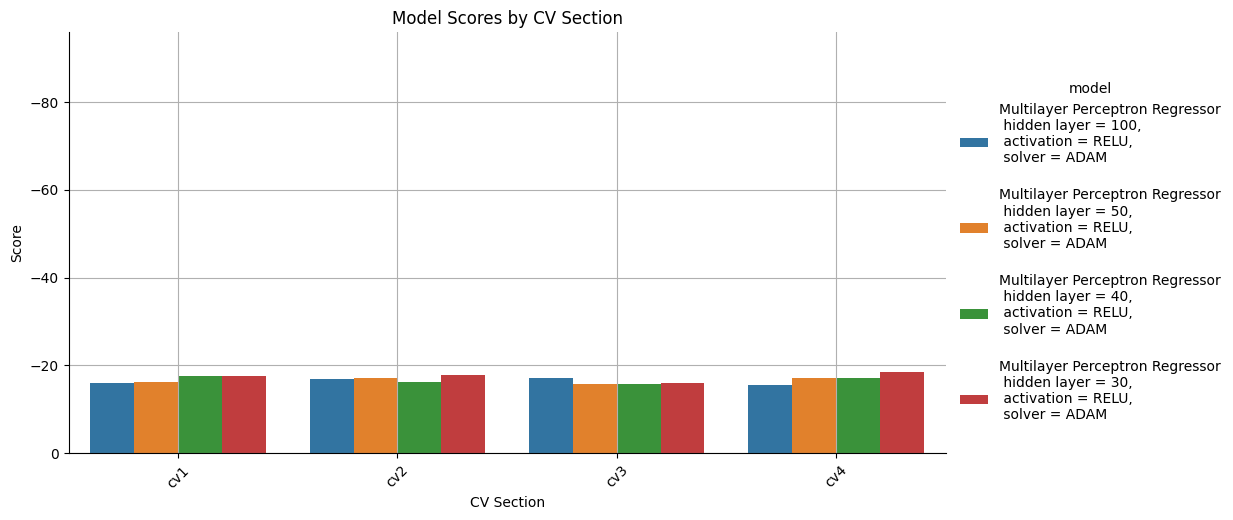 Model Scores by CV Section
Score
−80
−60
−40
−20
0
cv1
cv2
cv3
cv4
CV Section
model
Multilayer Perceptron Regressor
hidden layer = 100,
activation = RELU,
solver = ADAM
Multilayer Perceptron Regressor
hidden layer = 50,
activation = RELU,
solver = ADAM
Multilayer Perceptron Regressor
hidden layer = 40,
activation = RELU,
solver = ADAM
Multilayer Perceptron Regressor
hidden layer = 30,
activation = RELU,
solver = ADAM